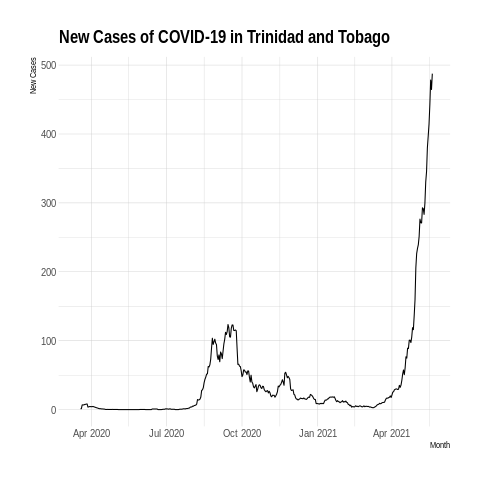 New Cases of COVID-19 in Trinidad and Tobago
New Cases
500
400
300
200
100
0
Apr 2020 Jul 2020 Oct 2020 Jan 2021 Apr 2021
Month